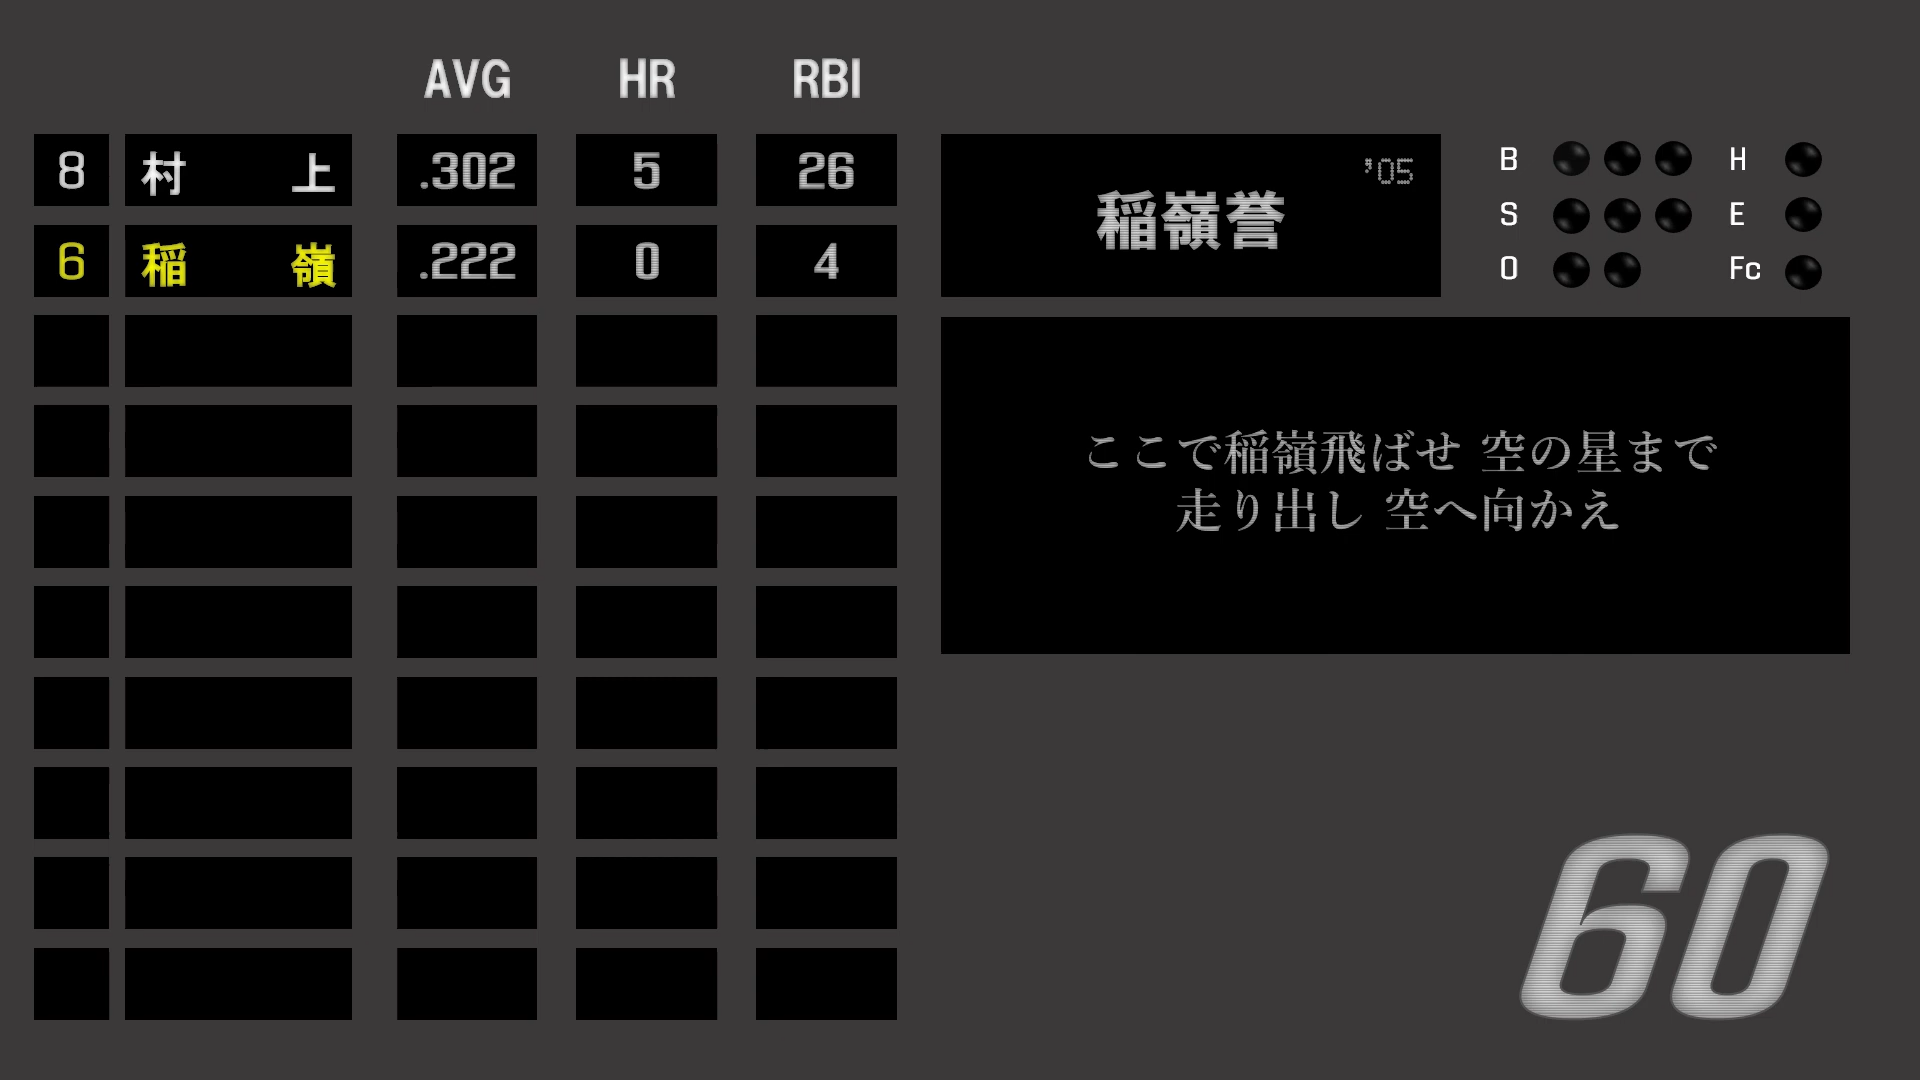 AVG HR RBI
8 村 上 .302 5 26
6 稲 嶺 .222 0 4
'05
稲嶺誉
B H
S E
O Fc
ここで稲嶺飛ばせ 空の星まで
走り出し 空へ向かえ
60